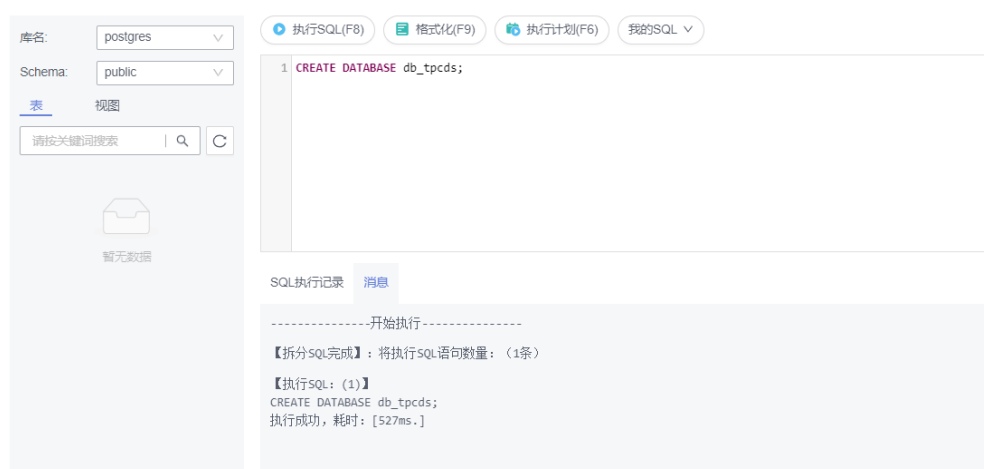 库名:
postgres
Schema:
public
表
视图
请按关键词搜索
暂无数据
执行SQL(F8)
格式化(F9)
执行计划(F6)
我的SQL
1 CREATE DATABASE db_tpcds;
SQL执行记录
消息
---------------开始执行---------------
【拆分SQL完成】：将执行SQL语句数量：（1条）
【执行SQL：(1)】
CREATE DATABASE db_tpcds;
执行成功，耗时：[527ms.]